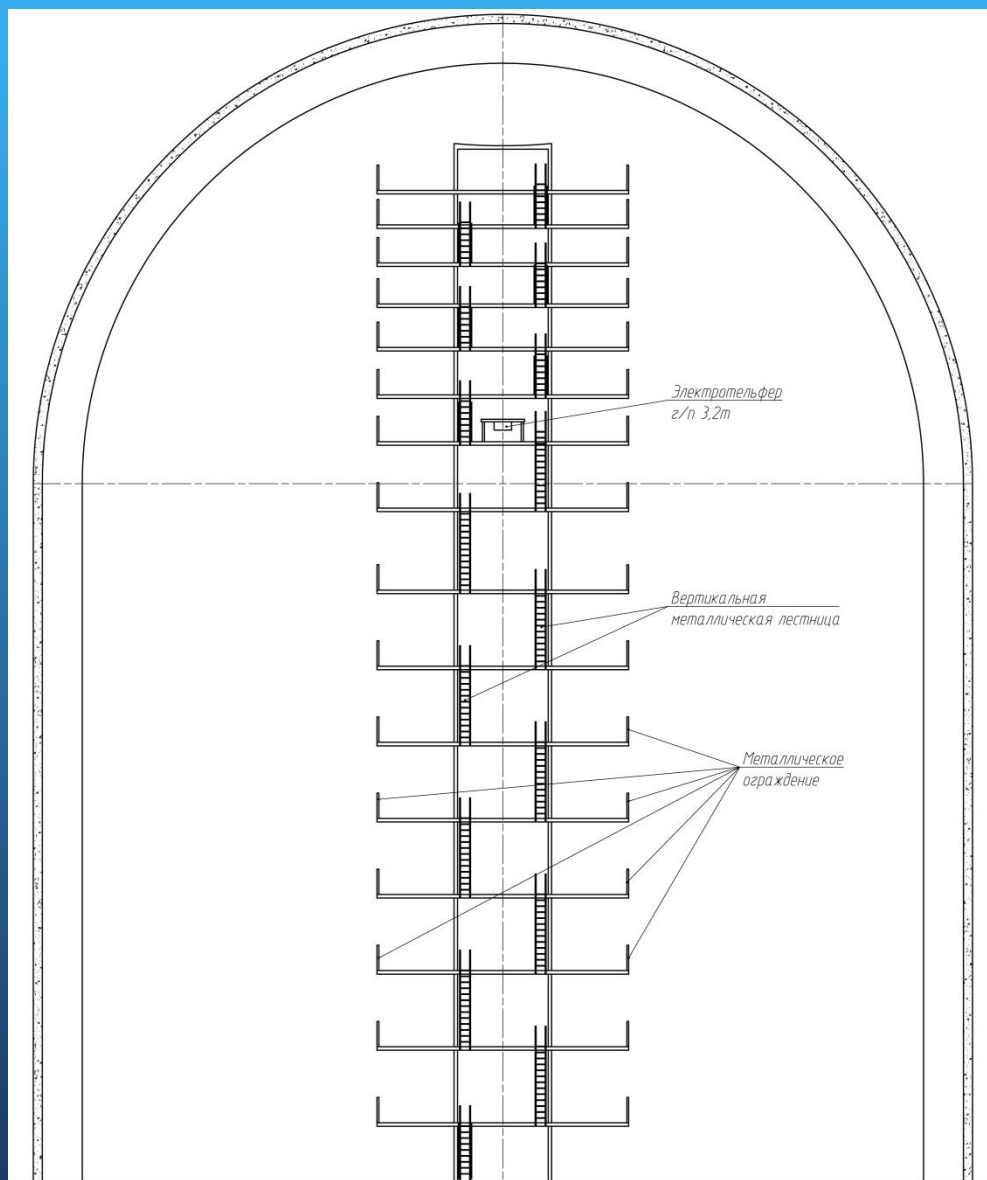 Электротельфер
г/п 3,2т
Вертикальная
металлическая лестница
Металлическое
ограждение